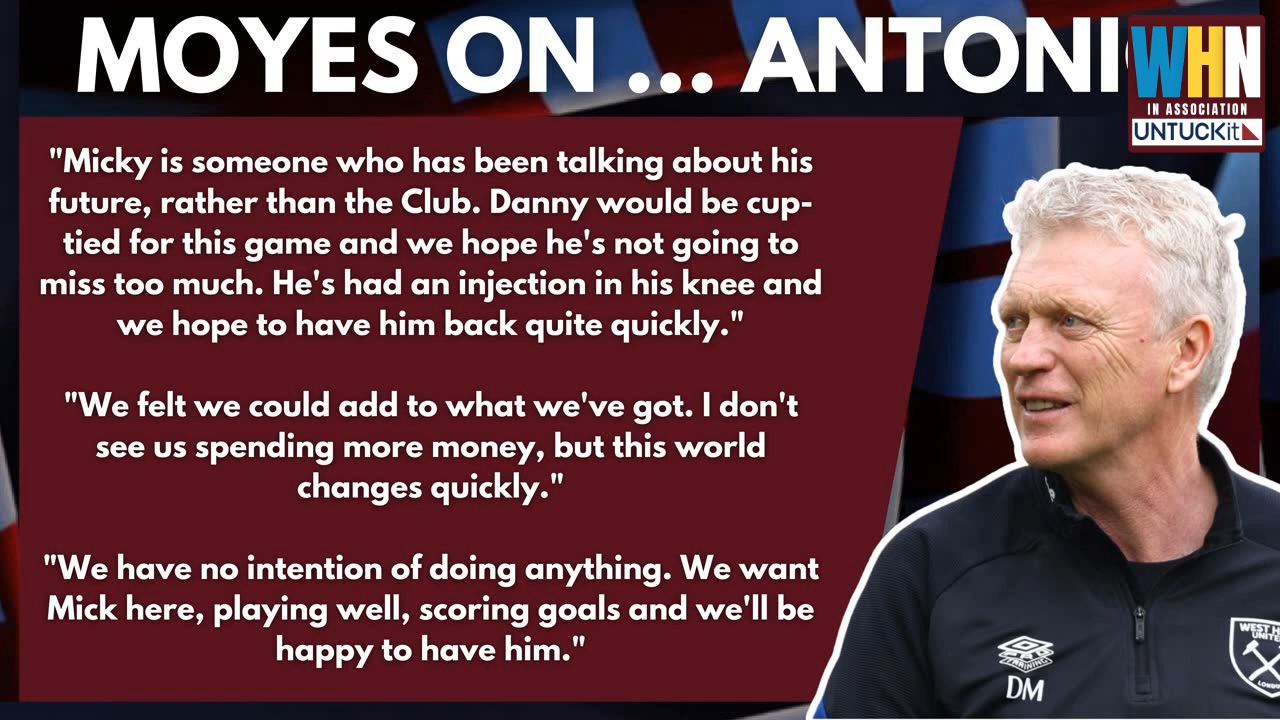 MOYES ON ... ANTONI
WHN
IN ASSOCIATION
UNTUCKit
"Micky is someone who has been talking about his
future, rather than the Club. Danny would be cup-
tied for this game and we hope he's not going to
miss too much. He's had an injection in his knee and
we hope to have him back quite quickly."
"We felt we could add to what we've got. I don't
see us spending more money, but this world
changes quickly."
"We have no intention of doing anything. We want
Mick here, playing well, scoring goals and we'll be
happy to have him."
TRAINING
DM
WEST H
UNITED
LONDO